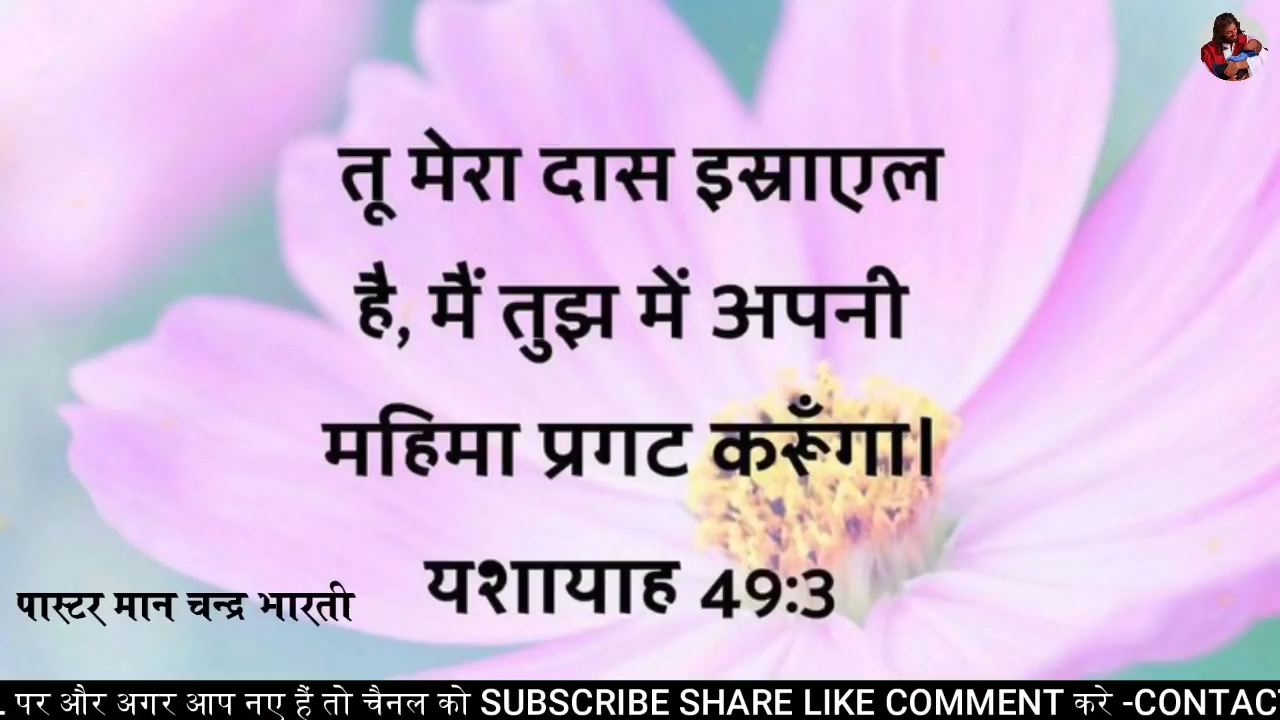 तू मेरा दास इस्राएल
है, मैं तुझ में अपनी
महिमा प्रगट करूँगा।
यशायाह 49:3
पास्टर मान चन्द्र भारती
पर और अगर आप नए हैं तो चैनल को SUBSCRIBE SHARE LIKE COMMENT करे -CONTACT